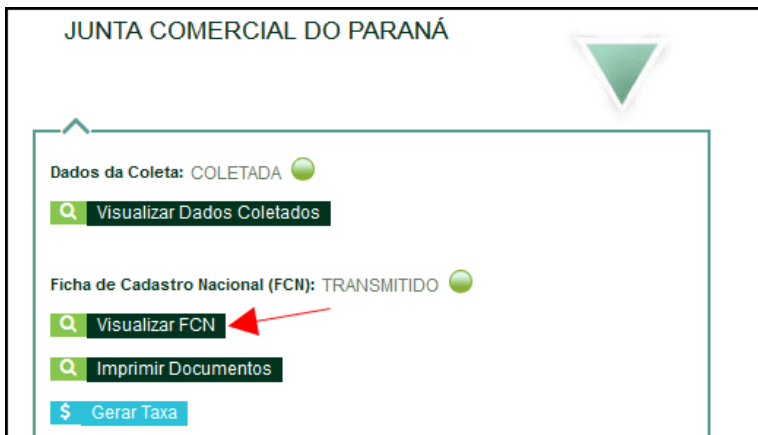 JUNTA COMERCIAL DO PARANÁ
Dados da Coleta: COLETADA
Visualizar Dados Coletados
Ficha de Cadastro Nacional (FCN): TRANSMITIDO
Visualizar FCN
Imprimir Documentos
$ Gerar Taxa